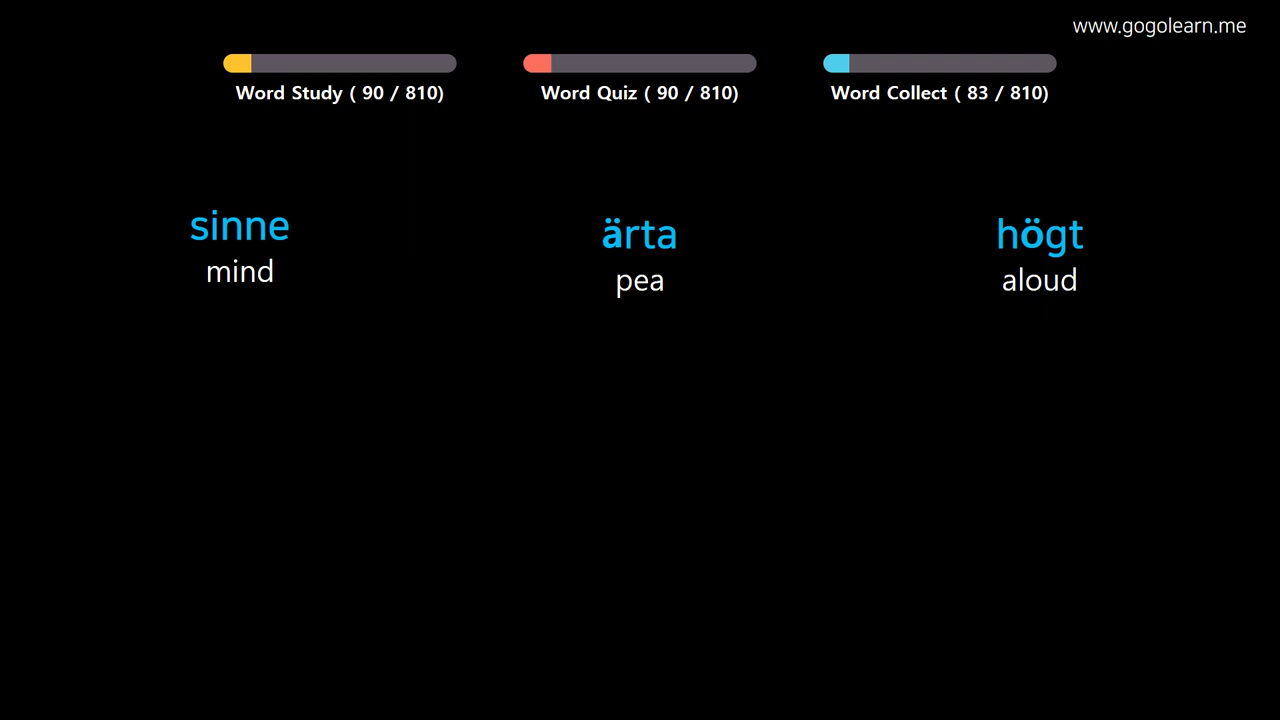 www.gogolearn.me
Word Study ( 90 / 810)
Word Quiz ( 90 / 810)
Word Collect ( 83 / 810)
sinne
mind
ärta
pea
högt
aloud